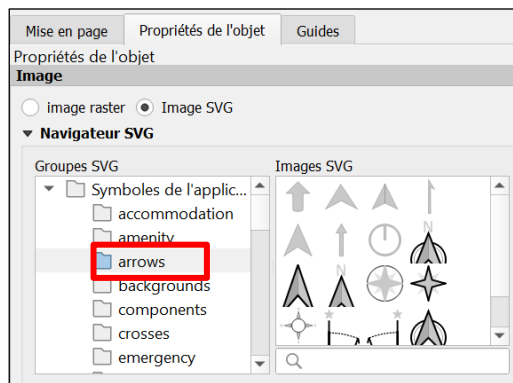 Mise en page Propriétés de l'objet Guides
Propriétés de l'objet
Image
image raster Image SVG
Navigateur SVG
Groupes SVG Images SVG
Symboles de l'applic...
accommodation
amenity
arrows
backgrounds
components
crosses
emergency